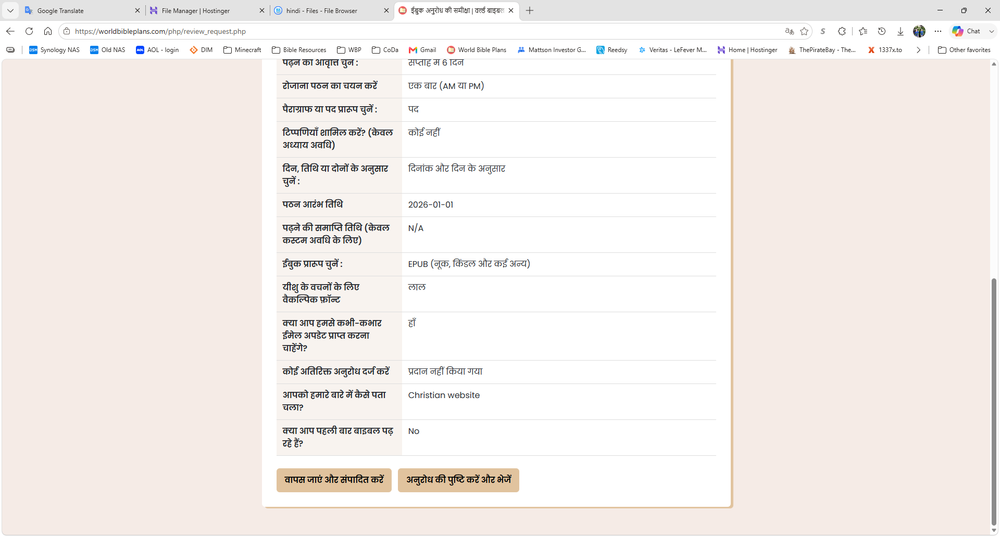 Google Translate
File Manager | Hostinger
hindi - Files - File Browser
ईबुक अनुरोध की समीक्षा | वर्ल्ड बाइबल
https://worldbibleplans.com/php/review_request.php
Chat
Synology NAS
Old NAS
AOL - login
DIM
Minecraft
Bible Resources
WBP
CoDa
Gmail
World Bible Plans
Mattson Investor G...
Reedsy
Veritas - LeFever M...
Home | Hostinger
ThePirateBay - The...
1337x.to
Other favorites
पढ़ने की आवृत्ति चुनें :
सप्ताह में 6 दिन
रोजाना पठन का चयन करें
एक बार (AM या PM)
पैराग्राफ या पद प्रारूप चुनें :
पद
टिप्पणियाँ शामिल करें? (केवल
अध्याय अवधि)
कोई नहीं
दिन, तिथि या दोनों के अनुसार
चुनें :
दिनांक और दिन के अनुसार
पठन आरंभ तिथि
2026-01-01
पढ़ने की समाप्ति तिथि (केवल
कस्टम अवधि के लिए)
N/A
ईबुक प्रारूप चुनें :
EPUB (नूक, किंडल और कई अन्य)
यीशु के वचनों के लिए
वैकल्पिक फ़ॉन्ट
लाल
क्या आप हमसे कभी-कभार
ईमेल अपडेट प्राप्त करना
चाहेंगे?
हाँ
कोई अतिरिक्त अनुरोध दर्ज करें
प्रदान नहीं किया गया
आपको हमारे बारे में कैसे पता
चला?
Christian website
क्या आप पहली बार बाइबल पढ़
रहे हैं?
No
वापस जाएं और संपादित करें
अनुरोध की पुष्टि करें और भेजें